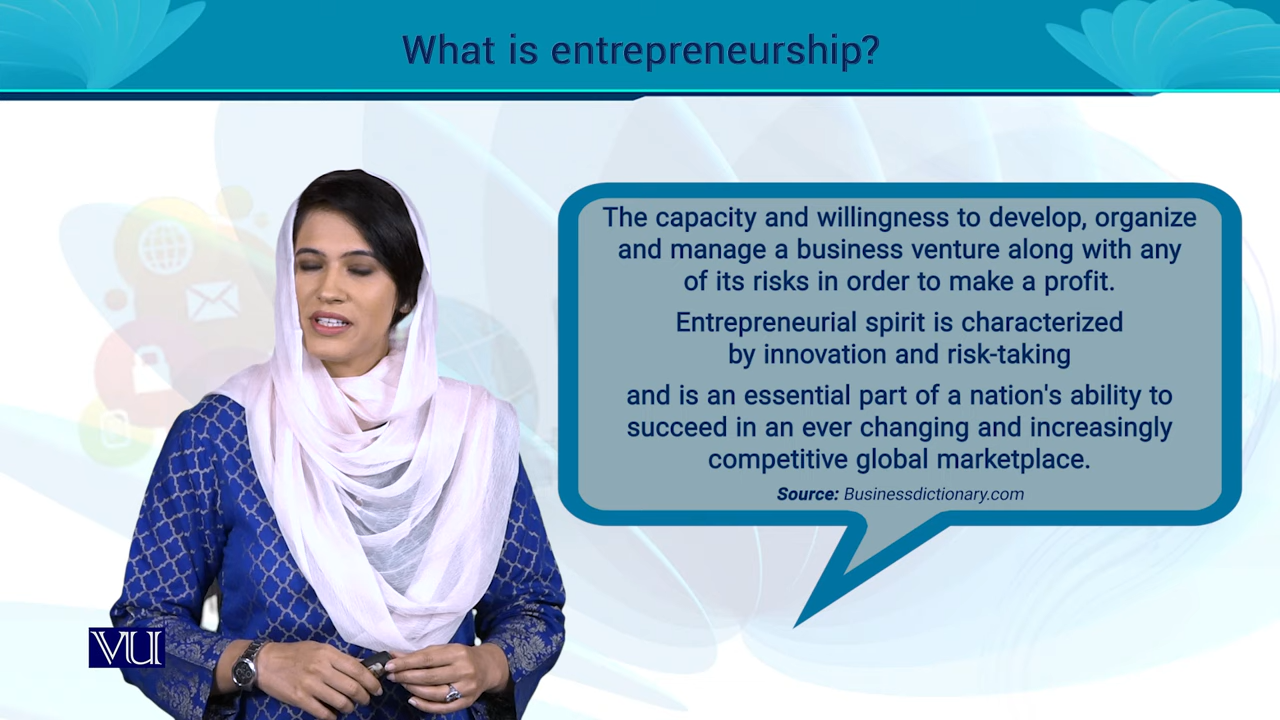 What is entrepreneurship?
The capacity and willingness to develop, organize
and manage a business venture along with any
of its risks in order to make a profit.
Entrepreneurial spirit is characterized
by innovation and risk-taking
and is an essential part of a nation's ability to
succeed in an ever changing and increasingly
competitive global marketplace.
Source: Businessdictionary.com
VU